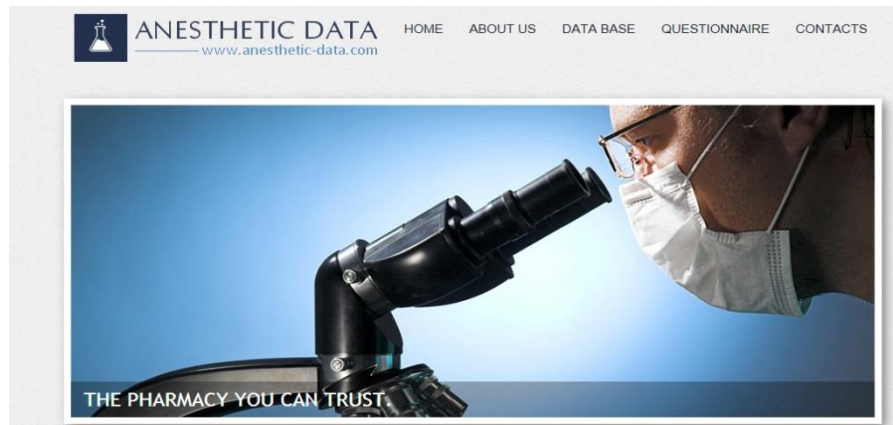 ANESTHETIC DATA
www.anesthetic-data.com
HOME ABOUT US DATA BASE QUESTIONNAIRE CONTACTS
THE PHARMACY YOU CAN TRUST.